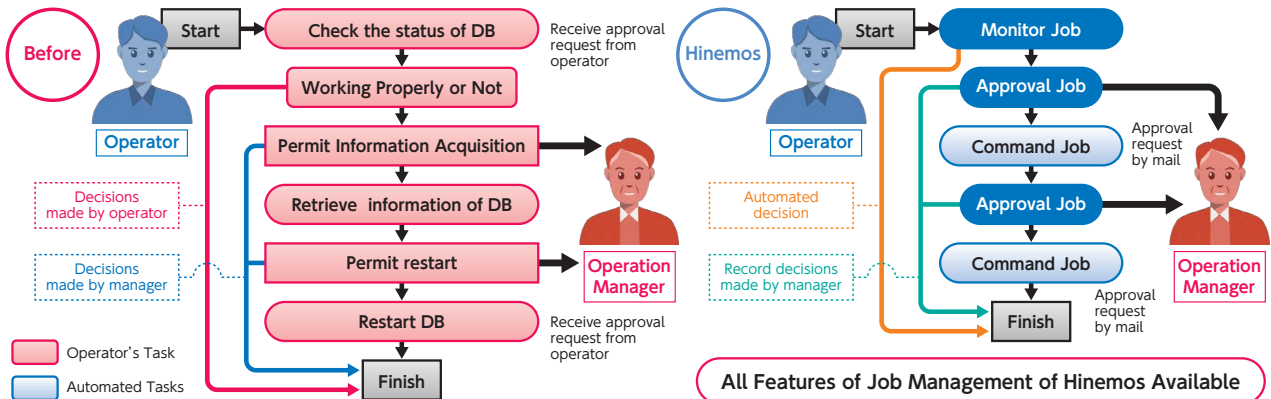 Before
Start
Operator
Check the status of DB
Receive approval
request from
operator
Working Properly or Not
Permit Information Acquisition
Decisions
made by operator
Retrieve information of DB
Decisions
made by manager
Permit restart
Operation
Manager
Restart DB
Receive approval
request from
operator
Finish
Operator's Task
Automated Tasks
Hinemos
Start
Operator
Monitor Job
Approval Job
Command Job
Approval
request
by mail
Automated
decision
Approval Job
Record decisions
made by manager
Command Job
Operation
Manager
Approval
request
by mail
Finish
All Features of Job Management of Hinemos Available